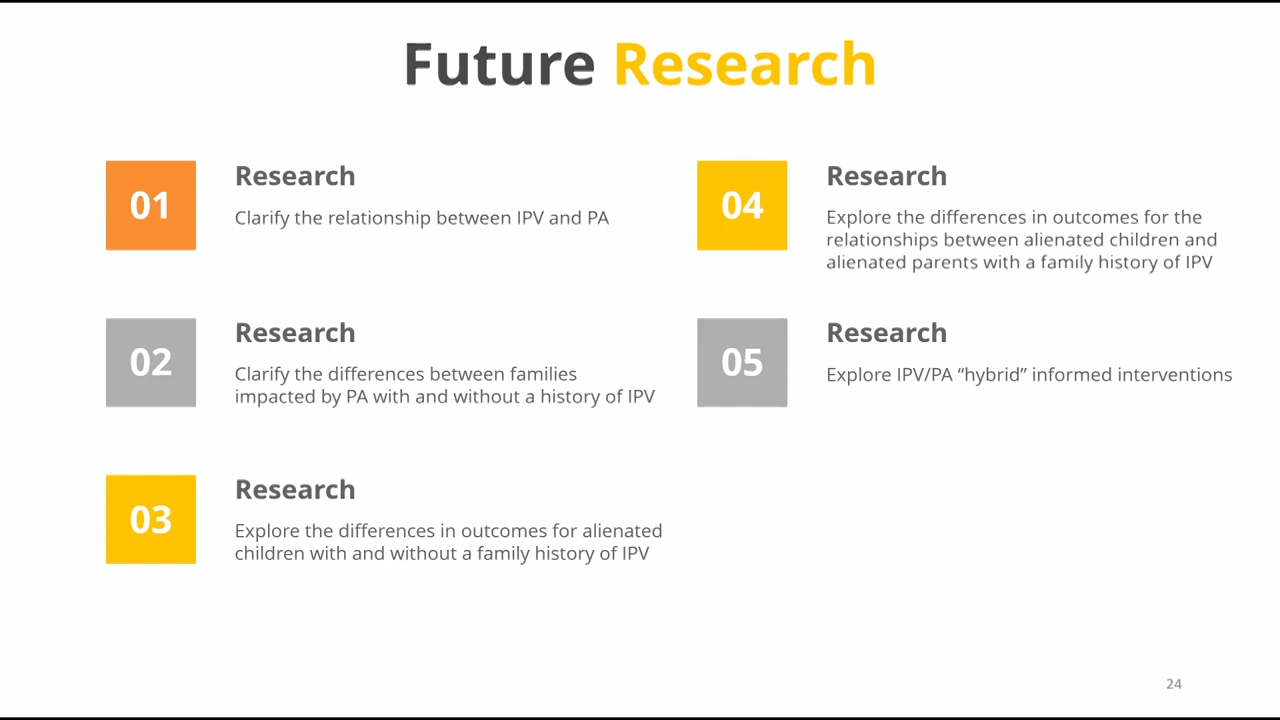 Future Research
01
Research
Clarify the relationship between IPV and PA
02
Research
Clarify the differences between families
impacted by PA with and without a history of IPV
03
Research
Explore the differences in outcomes for alienated
children with and without a family history of IPV
04
Research
Explore the differences in outcomes for the
relationships between alienated children and
alienated parents with a family history of IPV
05
Research
Explore IPV/PA “hybrid” informed interventions
24